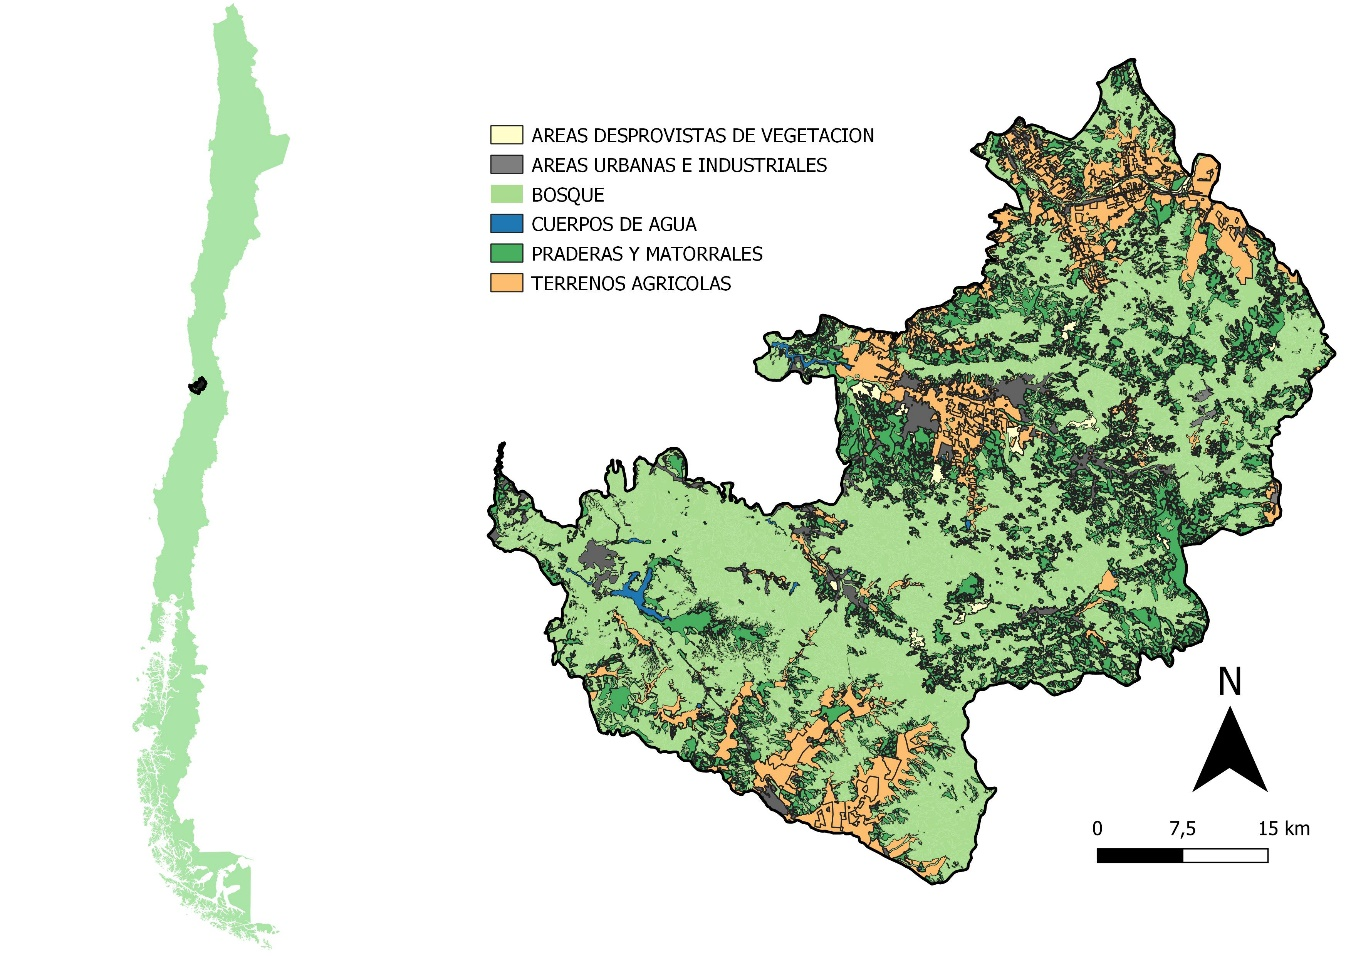 AREAS DESPROVISTAS DE VEGETACION
AREAS URBANAS E INDUSTRIALES
BOSQUE
CUERPOS DE AGUA
PRADERAS Y MATORRALES
TERRENOS AGRICOLAS
N
0 7,5 15 km